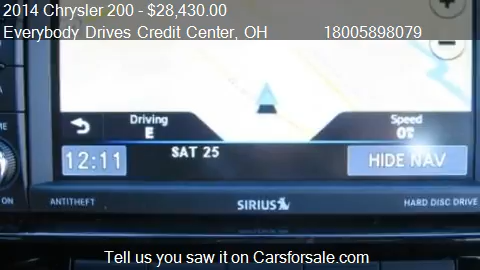 2014 Chrysler 200 - $28,430.00
Everybody Drives Credit Center, OH 18005898079
Driving
E
Speed
0
12:11
SAT 25
HIDE NAV
ON
ANTITHEFT
SIRIUS
HARD DISC DRIVE
Tell us you saw it on Carsforsale.com